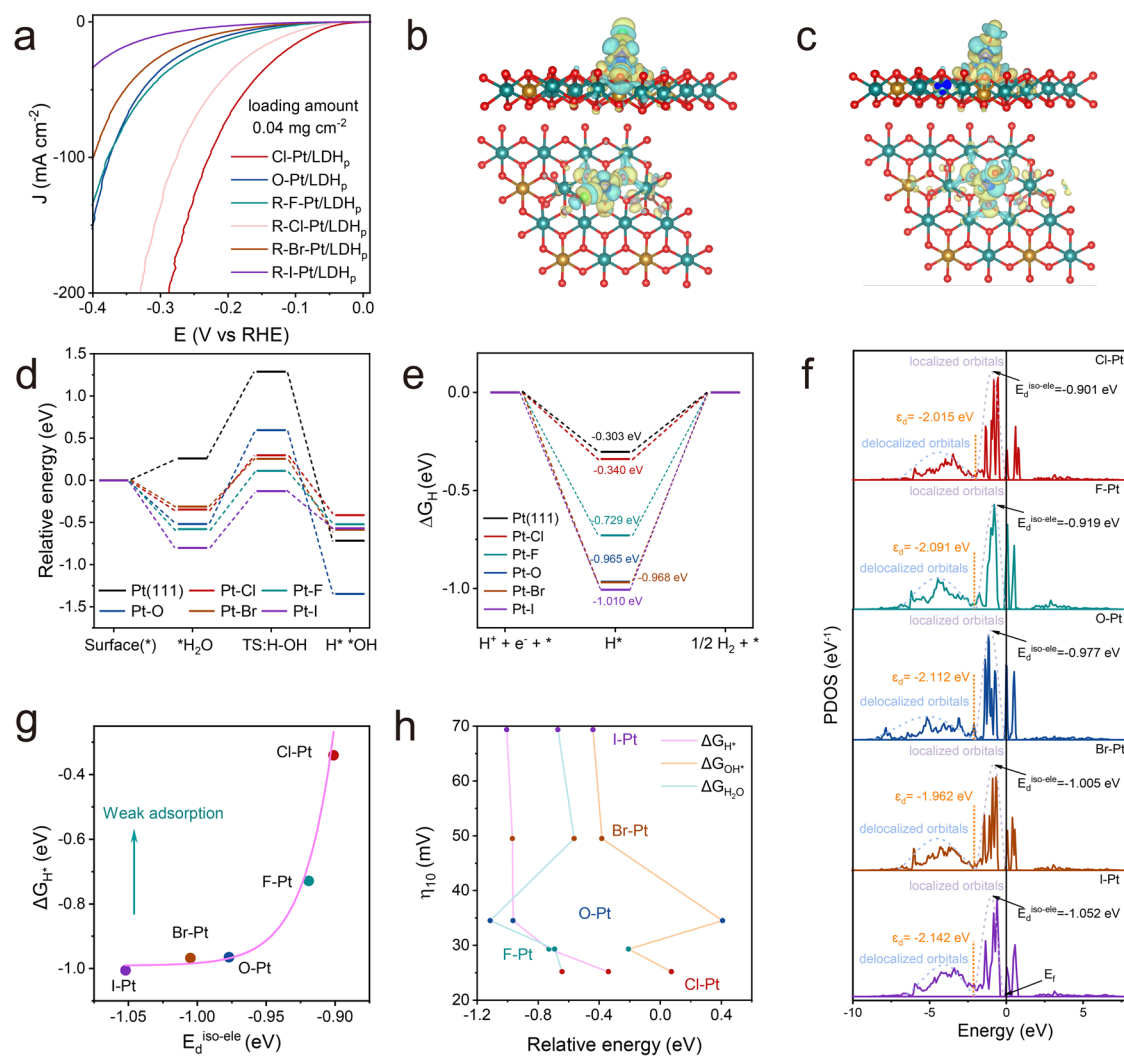 a
J (mA cm-2)
0
-100
-200
-0.4
-0.3
-0.2
-0.1
0.0
E (V vs RHE)
loading amount
0.04 mg cm-2
Cl-Pt/LDHp
O-Pt/LDHp
R-F-Pt/LDHp
R-Cl-Pt/LDHp
R-Br-Pt/LDHp
R-I-Pt/LDHp
b
c
d
Relative energy (eV)
1.5
1.0
0.5
0.0
-0.5
-1.0
-1.5
Pt(111)
Pt-Cl
Pt-F
Pt-O
Pt-Br
Pt-I
Surface(*)
*H2O
TS:H-OH
H* *OH
e
ΔGH(eV)
0.0
-0.5
-1.0
-0.303 eV
-0.340 eV
-0.729 eV
-0.965 eV
-0.968 eV
-1.010 eV
Pt(111)
Pt-Cl
Pt-F
Pt-O
Pt-Br
Pt-I
H+ + e- + *
H*
1/2 H2 + *
f
PDOS (eV-1)
localized orbitals
Cl-Pt
Ediso-ele=-0.901 eV
εd= -2.015 eV
delocalized orbitals
localized orbitals
F-Pt
Ediso-ele=-0.919 eV
εd= -2.091 eV
delocalized orbitals
localized orbitals
O-Pt
Ediso-ele=-0.977 eV
εd= -2.112 eV
delocalized orbitals
localized orbitals
Br-Pt
Ediso-ele=-1.005 eV
εd= -1.962 eV
delocalized orbitals
localized orbitals
I-Pt
Ediso-ele=-1.052 eV
εd= -2.142 eV
delocalized orbitals
Ef
-10
-5
0
5
Energy (eV)
g
ΔGH* (eV)
-0.4
-0.6
-0.8
-1.0
Cl-Pt
Weak adsorption
F-Pt
Br-Pt
O-Pt
I-Pt
-1.05
-1.00
-0.95
-0.90
Ediso-ele (eV)
h
η10 (mV)
70
60
50
40
30
20
I-Pt
ΔGH*
ΔGOH*
ΔGH2O
Br-Pt
O-Pt
F-Pt
Cl-Pt
-1.2
-0.8
-0.4
0.0
0.4
Relative energy (eV)